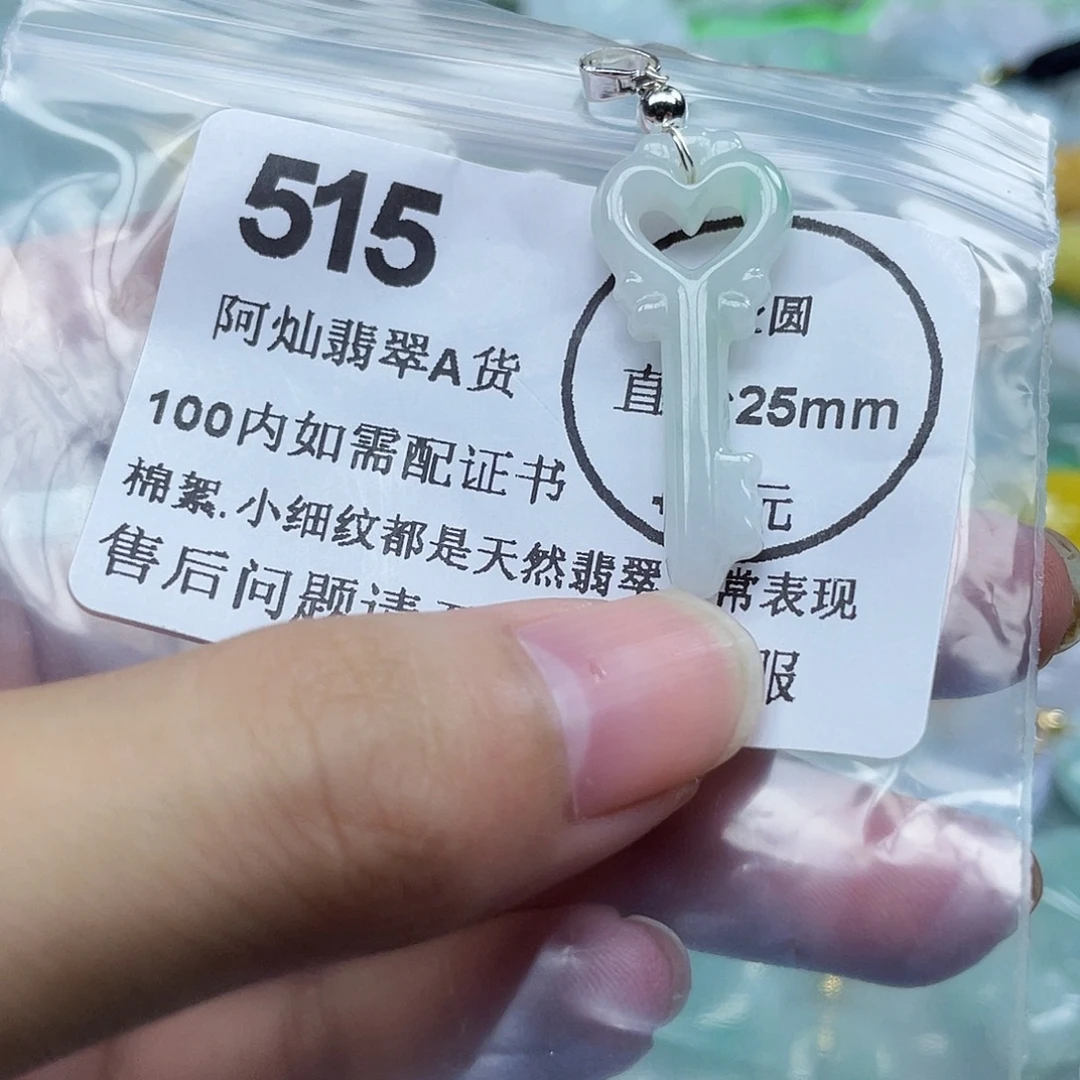 515
阿灿翡翠A货
100内如需配证书
棉絮.小细纹都是天然翡翠 常表现
售后问题请
服
圆
直 25mm
元